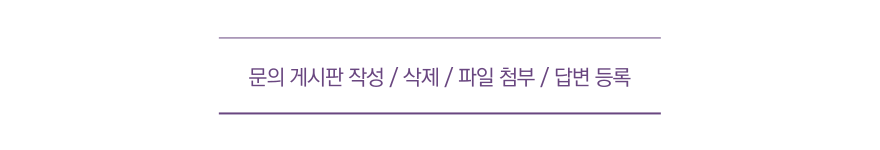 문의 게시판 작성 / 삭제 / 파일 첨부 / 답변 등록